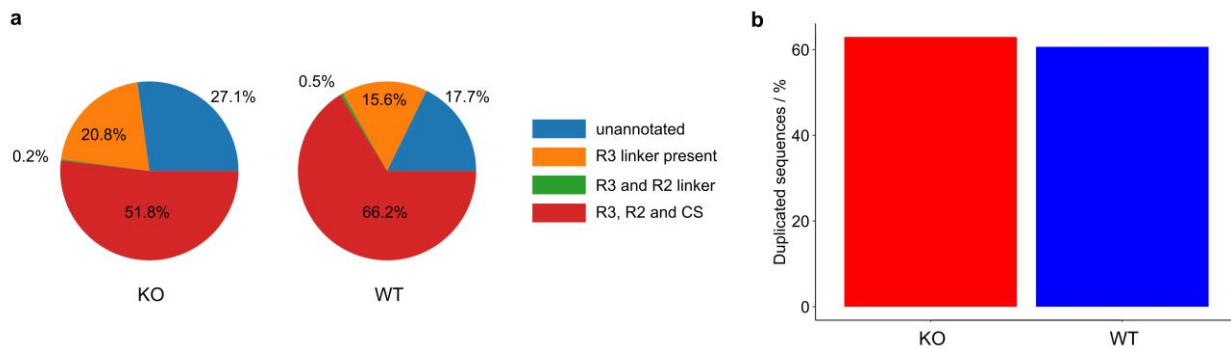 a
27.1%
20.8%
0.2%
51.8%
KO
0.5%
15.6%
17.7%
66.2%
WT
unannotated
R3 linker present
R3 and R2 linker
R3, R2 and CS
b
Duplicated sequences / %
60
40
20
0
KO
WT